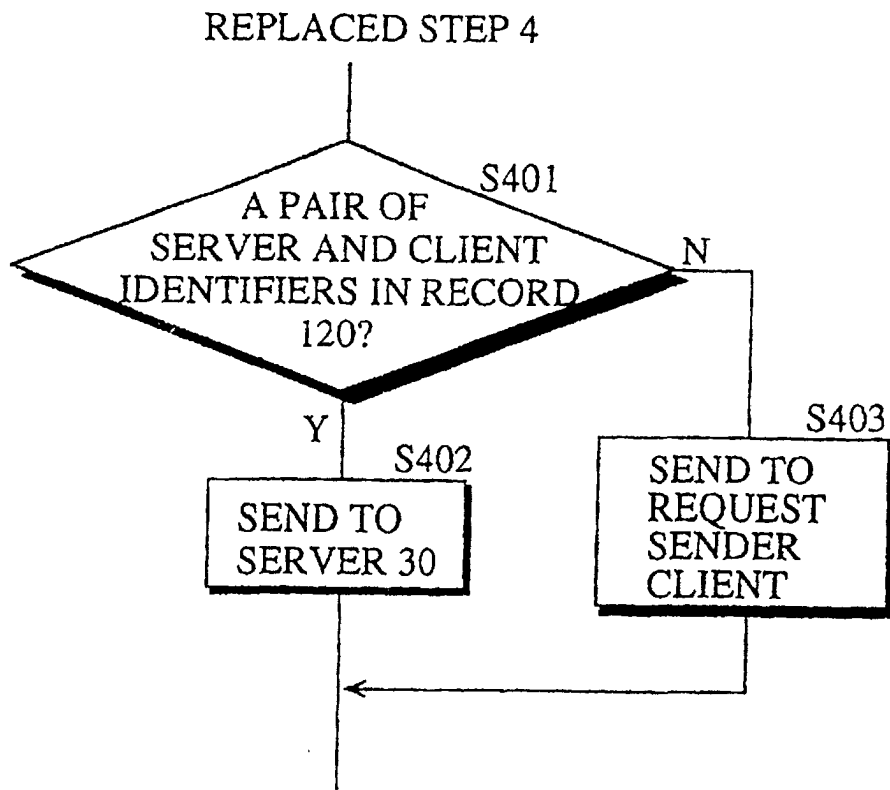 REPLACED STEP 4
S401
A PAIR OF
SERVER AND CLIENT
IDENTIFIERS IN RECORD
120?
N
Y
S402
SEND TO
SERVER 30
S403
SEND TO
REQUEST
SENDER
CLIENT